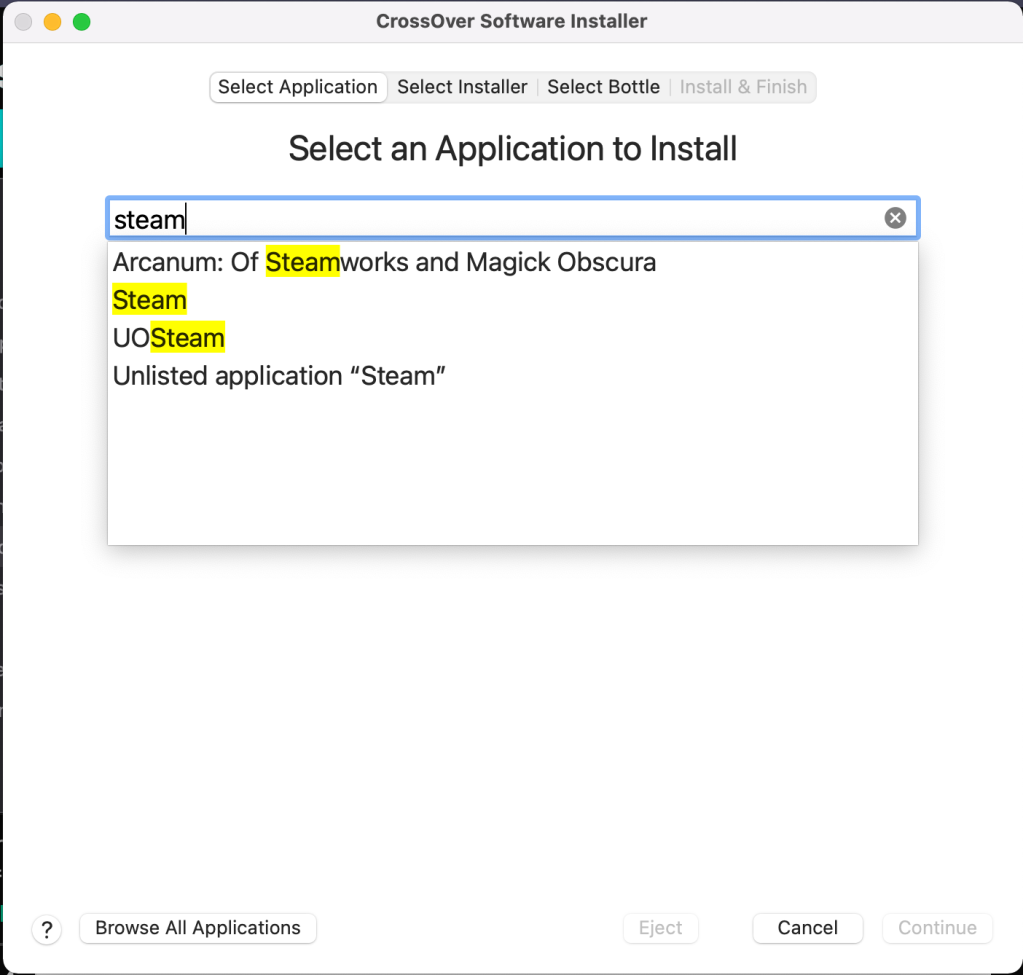 CrossOver Software Installer
Select Application Select Installer Select Bottle Install & Finish
Select an Application to Install
steam
Arcanum: Of Steamworks and Magick Obscura
Steam
UOSteam
Unlisted application “Steam”
? Browse All Applications Eject Cancel Continue